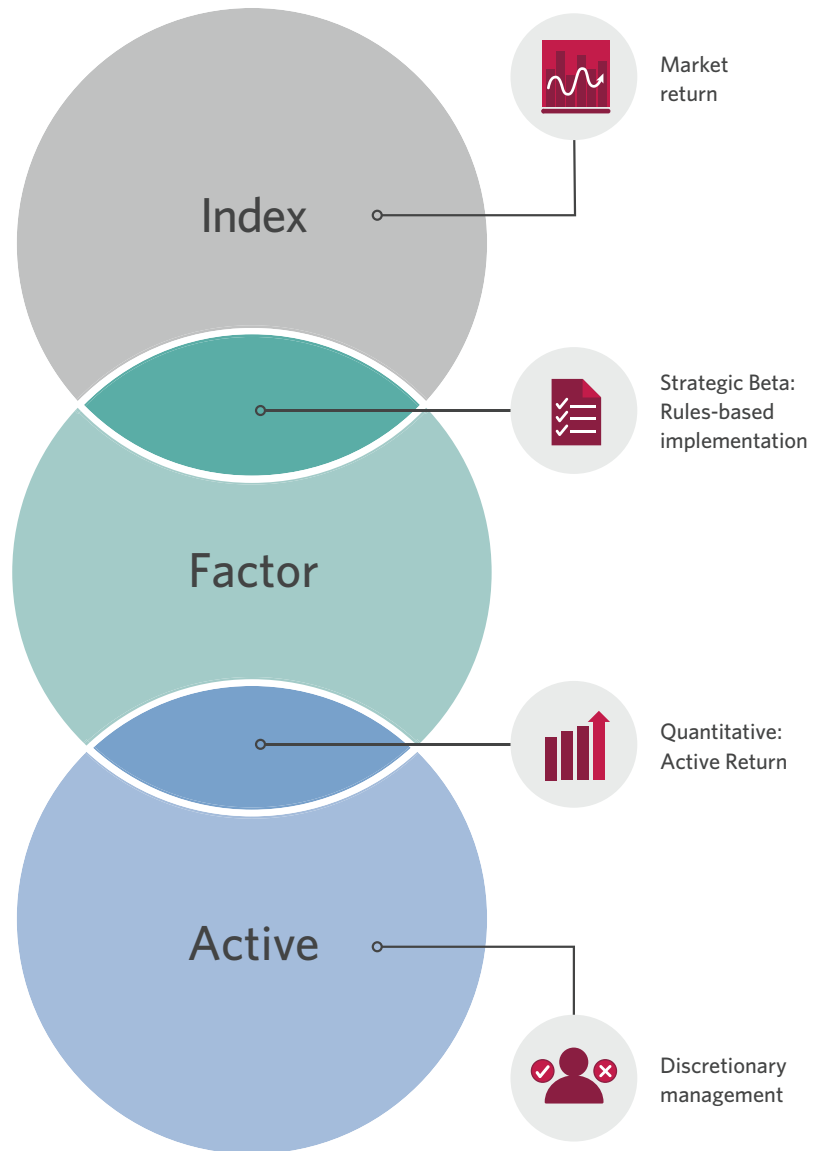 Market
return
Index
Strategic Beta:
Rules-based
implementation
Factor
Quantitative:
Active Return
Active
Discretionary
management